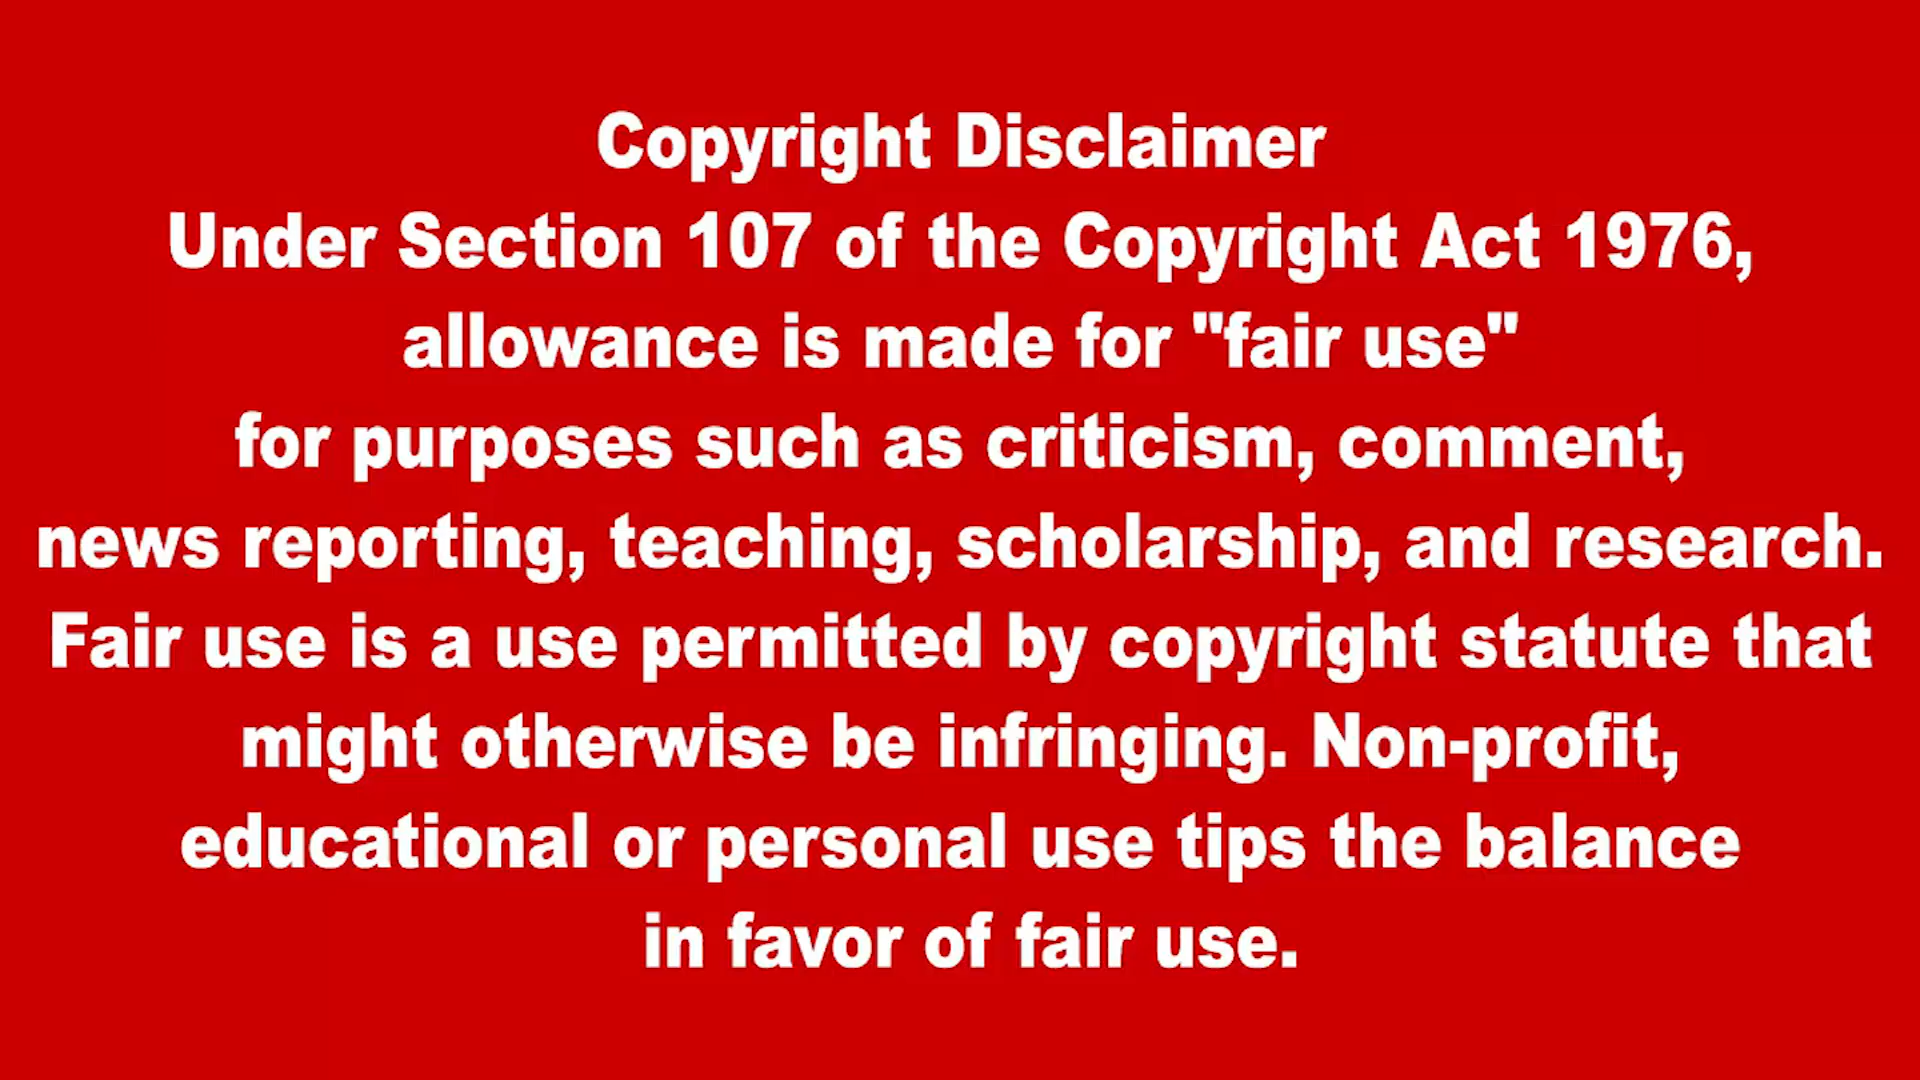 Copyright Disclaimer
Under Section 107 of the Copyright Act 1976,
allowance is made for "fair use"
for purposes such as criticism, comment,
news reporting, teaching, scholarship, and research.
Fair use is a use permitted by copyright statute that
might otherwise be infringing. Non-profit,
educational or personal use tips the balance
in favor of fair use.